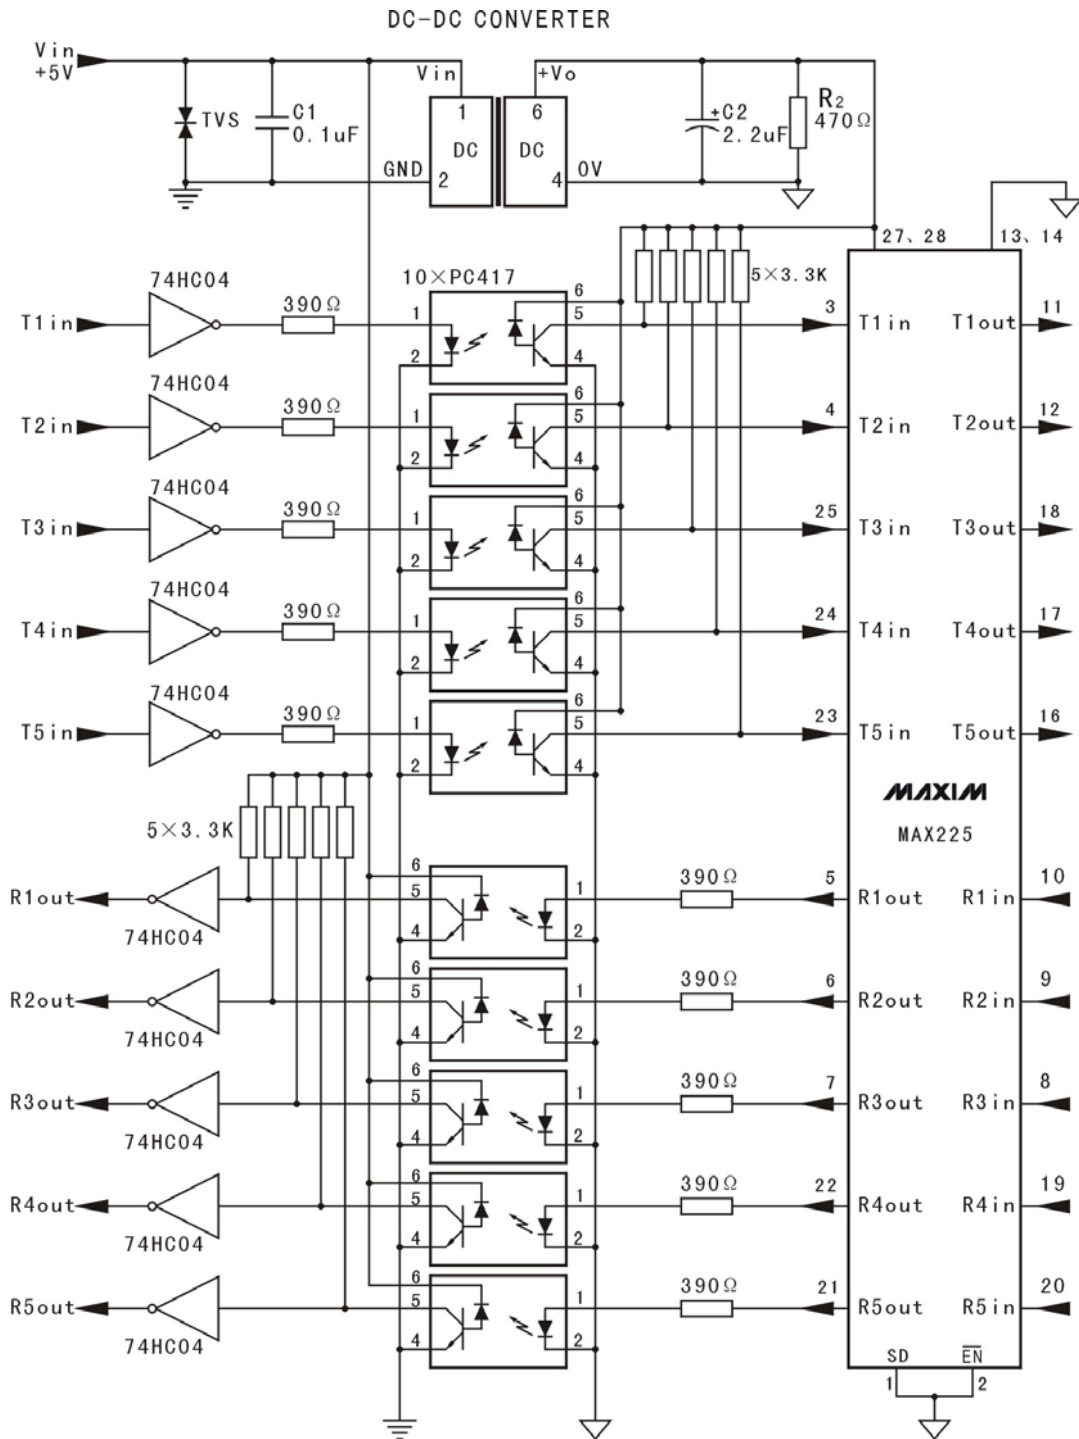 DC-DC CONVERTER
Vin
+5V
TVS
C1
0.1uF
Vin
1
DC
2
GND
+Vo
6
DC
4
0V
+C2
2.2uF
R2
470Ω
27、28
13、14
5×3.3K
10×PC417
T1in
74HC04
390Ω
1
2
6
5
4
3
T1in
T1out
11
T2in
74HC04
390Ω
1
2
6
5
4
4
T2in
T2out
12
T3in
74HC04
390Ω
1
2
6
5
4
25
T3in
T3out
18
T4in
74HC04
390Ω
1
2
6
5
4
24
T4in
T4out
17
T5in
74HC04
390Ω
1
2
6
5
4
23
T5in
T5out
16
MAXIM
MAX225
5×3.3K
R1out
74HC04
6
5
4
1
2
390Ω
5
R1out
R1in
10
R2out
74HC04
6
5
4
1
2
390Ω
6
R2out
R2in
9
R3out
74HC04
6
5
4
1
2
390Ω
7
R3out
R3in
8
R4out
74HC04
6
5
4
1
2
390Ω
22
R4out
R4in
19
R5out
74HC04
6
5
4
1
2
390Ω
21
R5out
R5in
20
SD
EN
1
2